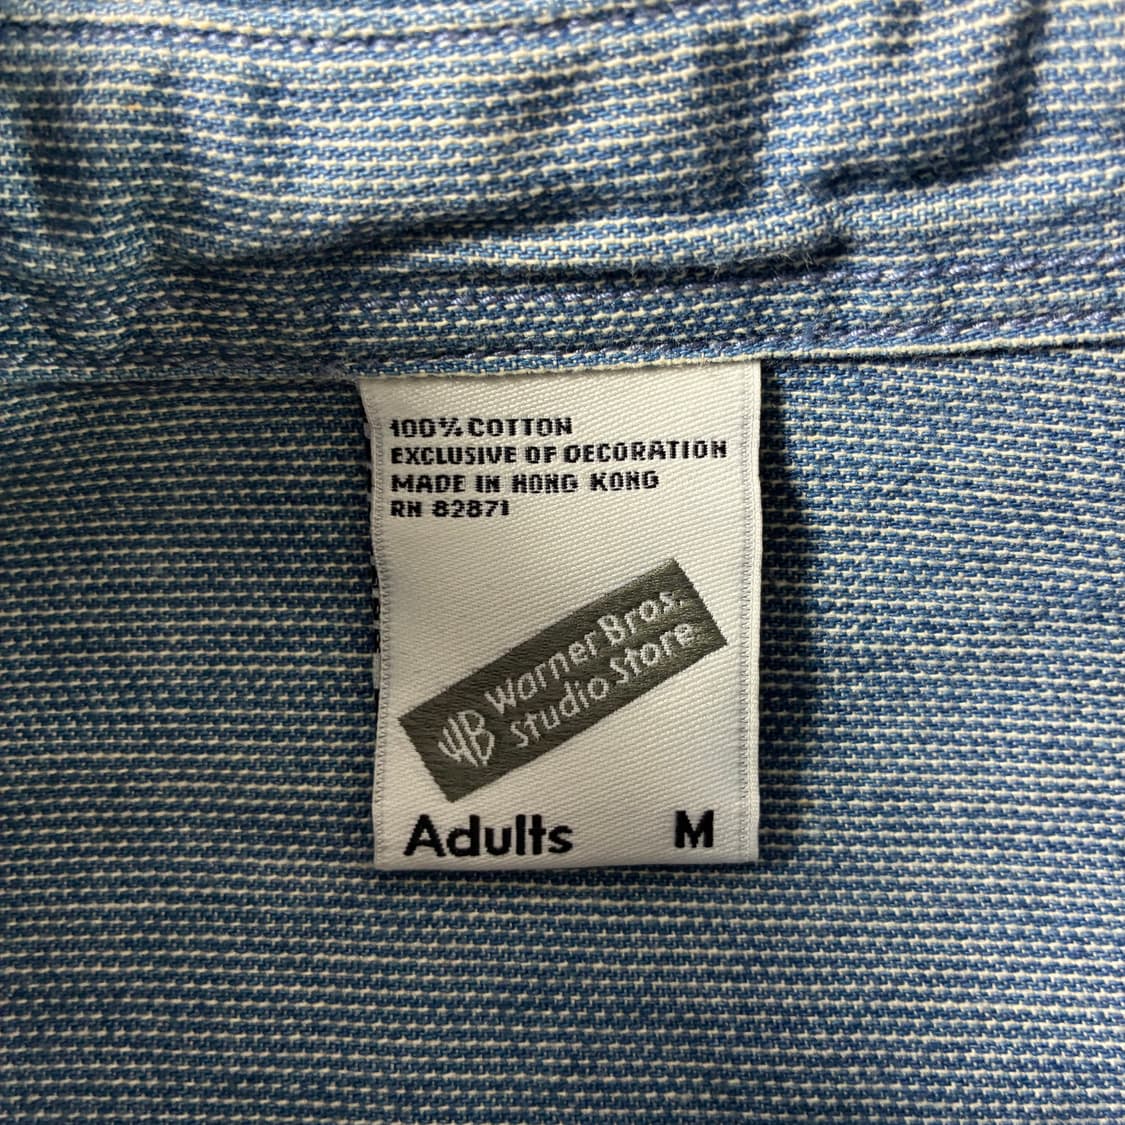 100% COTTON
EXCLUSIVE OF DECORATION
MADE IN HONG KONG
RN 82871
WB Warner Bros.
Studio Store
Adults M